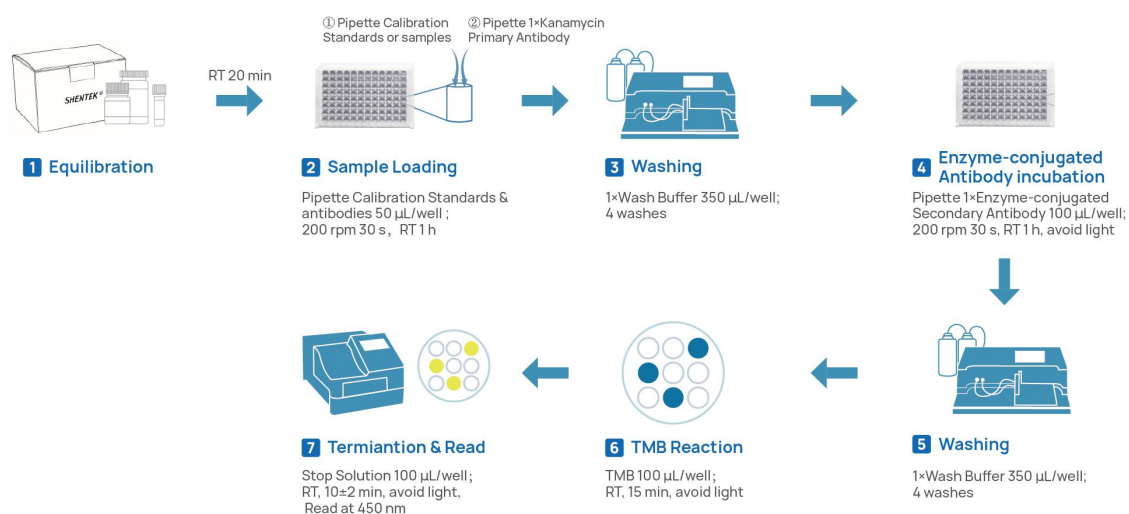 ① Pipette Calibration
Standards or samples
② Pipette 1×Kanamycin
Primary Antibody
SHENTEK®
RT 20 min
1 Equilibration
2 Sample Loading
Pipette Calibration Standards &
antibodies 50 μL/well ;
200 rpm 30 s， RT 1 h
3 Washing
1×Wash Buffer 350 μL/well;
4 washes
4 Enzyme-conjugated
Antibody incubation
Pipette 1×Enzyme-conjugated
Secondary Antibody 100 μL/well;
200 rpm 30 s, RT 1 h, avoid light
7 Termiantion & Read
Stop Solution 100 μL/well;
RT, 10±2 min, avoid light,
Read at 450 nm
6 TMB Reaction
TMB 100 μL/well;
RT, 15 min, avoid light
5 Washing
1×Wash Buffer 350 μL/well;
4 washes